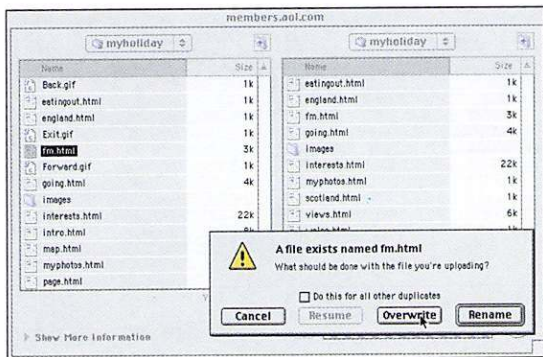 members.aol.com
myholiday
myholiday
Name Size
Back.gif 1k
eatingout.html 1k
england.html 1k
Exit.gif 1k
fm.html 3k
Forward.gif 1k
going.html 4k
images
interests.html 22k
intro.html
map.html
myphotos.html
page.html
Name Size
eatingout.html 1k
england.html 1k
fm.html 3k
going.html 4k
images
interests.html 22k
myphotos.html 1k
scotland.html 1k
views.html 6k
A file exists named fm.html
What should be done with the file you're uploading?
Do this for all other duplicates
Cancel Resume Overwrite Rename
Show More Information